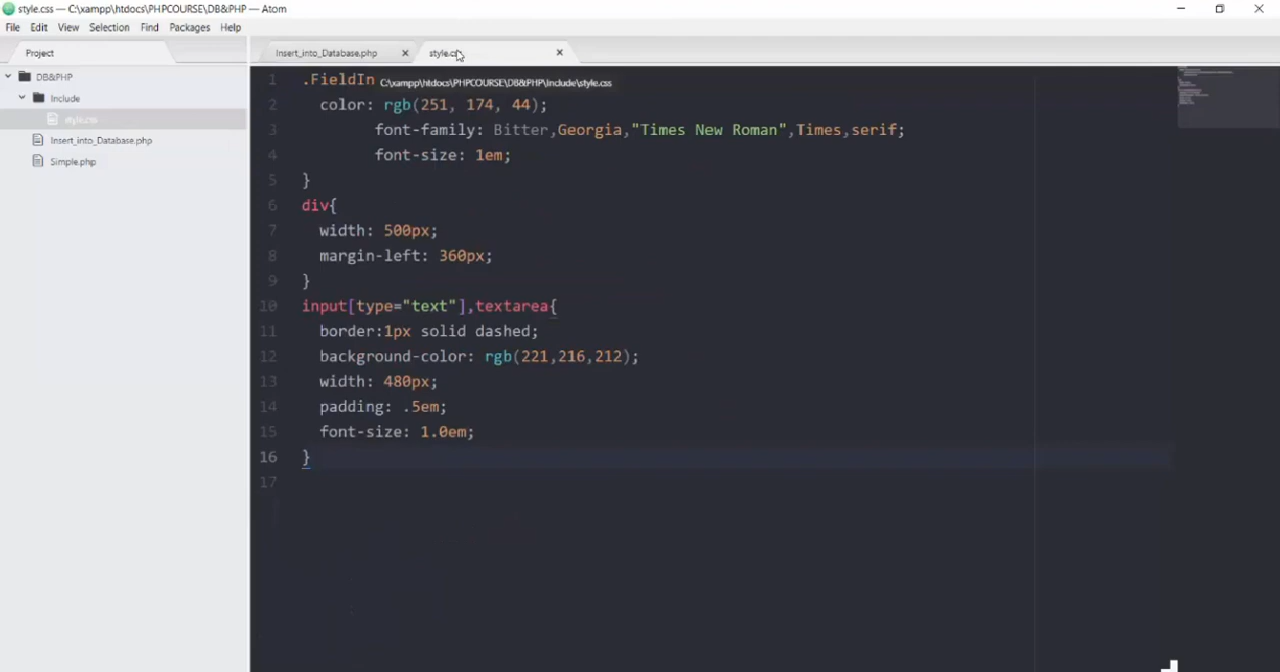 style.css — C:\xampp\htdocs\PHPCOURSE\DB&PHP — Atom
File Edit View Selection Find Packages Help
Project
Insert_into_Database.php
DB&PHP
Include
style.css
Insert_into_Database.php
Simple.php
C:\xampp\htdocs\PHPCOURSE\DB&PHP\Include\style.css
1 .FieldIn
2 color: rgb(251, 174, 44);
3 font-family: Bitter,Georgia,"Times New Roman",Times,serif;
4 font-size: 1em;
5 }
6 div{
7 width: 500px;
8 margin-left: 360px;
9 }
10 input[type="text"],textarea{
11 border:1px solid dashed;
12 background-color: rgb(221,216,212);
13 width: 480px;
14 padding: .5em;
15 font-size: 1.0em;
16 }
17